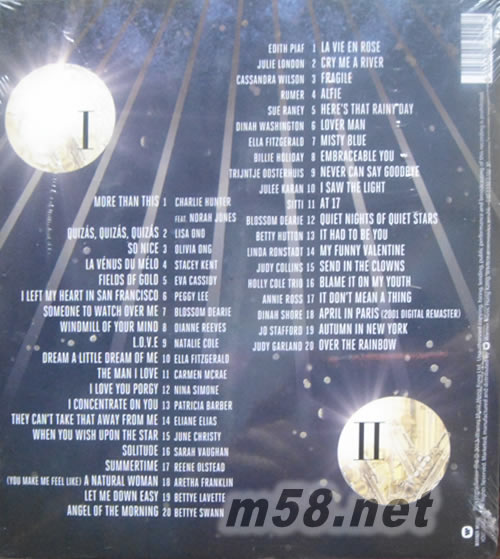 I
MORE THAN THIS 1 CHARLIE HUNTER
FEAT. NORAH JONES
QUIZÁS, QUIZÁS, QUIZÁS 2 LISA ONO
SO NICE 3 OLIVIA ONG
LA VÉNUS DU MÉLO 4 STACEY KENT
FIELDS OF GOLD 5 EVA CASSIDY
I LEFT MY HEART IN SAN FRANCISCO 6 PEGGY LEE
SOMEONE TO WATCH OVER ME 7 BLOSSOM DEARIE
WINDMILL OF YOUR MIND 8 DIANNE REEVES
L.O.V.E 9 NATALIE COLE
DREAM A LITTLE DREAM OF ME 10 ELLA FITZGERALD
THE MAN I LOVE 11 CARMEN MCRAE
I LOVE YOU PORGY 12 NINA SIMONE
I CONCENTRATE ON YOU 13 PATRICIA BARBER
THEY CAN'T TAKE THAT AWAY FROM ME 14 ELIANE ELIAS
WHEN YOU WISH UPON THE STAR 15 JUNE CHRISTY
SOLITUDE 16 SARAH VAUGHAN
SUMMERTIME 17 REENE OLSTEAD
(YOU MAKE ME FEEL LIKE) A NATURAL WOMAN 18 ARETHA FRANKLIN
LET ME DOWN EASY 19 BETTYE LAVETTE
ANGEL OF THE MORNING 20 BETTYE SWANN
EDITH PIAF 1 LA VIE EN ROSE
JULIE LONDON 2 CRY ME A RIVER
CASSANDRA WILSON 3 FRAGILE
RUMER 4 ALFIE
SUE RANEY 5 HERE'S THAT RAINY DAY
DINAH WASHINGTON 6 LOVER MAN
ELLA FITZGERALD 7 MISTY BLUE
BILLIE HOLIDAY 8 EMBRACEABLE YOU
TRIJNTJE OOSTERHUIS 9 NEVER CAN SAY GOODBYE
JULEE KARAN 10 I SAW THE LIGHT
SITTI 11 AT 17
BLOSSOM DEARIE 12 QUIET NIGHTS OF QUIET STARS
BETTY HUTTON 13 IT HAD TO BE YOU
LINDA RONSTADT 14 MY FUNNY VALENTINE
JUDY COLLINS 15 SEND IN THE CLOWNS
HOLLY COLE TRIO 16 BLAME IT ON MY YOUTH
ANNIE ROSS 17 IT DON'T MEAN A THING
DINAH SHORE 18 APRIL IN PARIS (2001 DIGITAL REMASTER)
JO STAFFORD 19 AUTUMN IN NEW YORK
JUDY GARLAND 20 OVER THE RAINBOW
II
m58.net